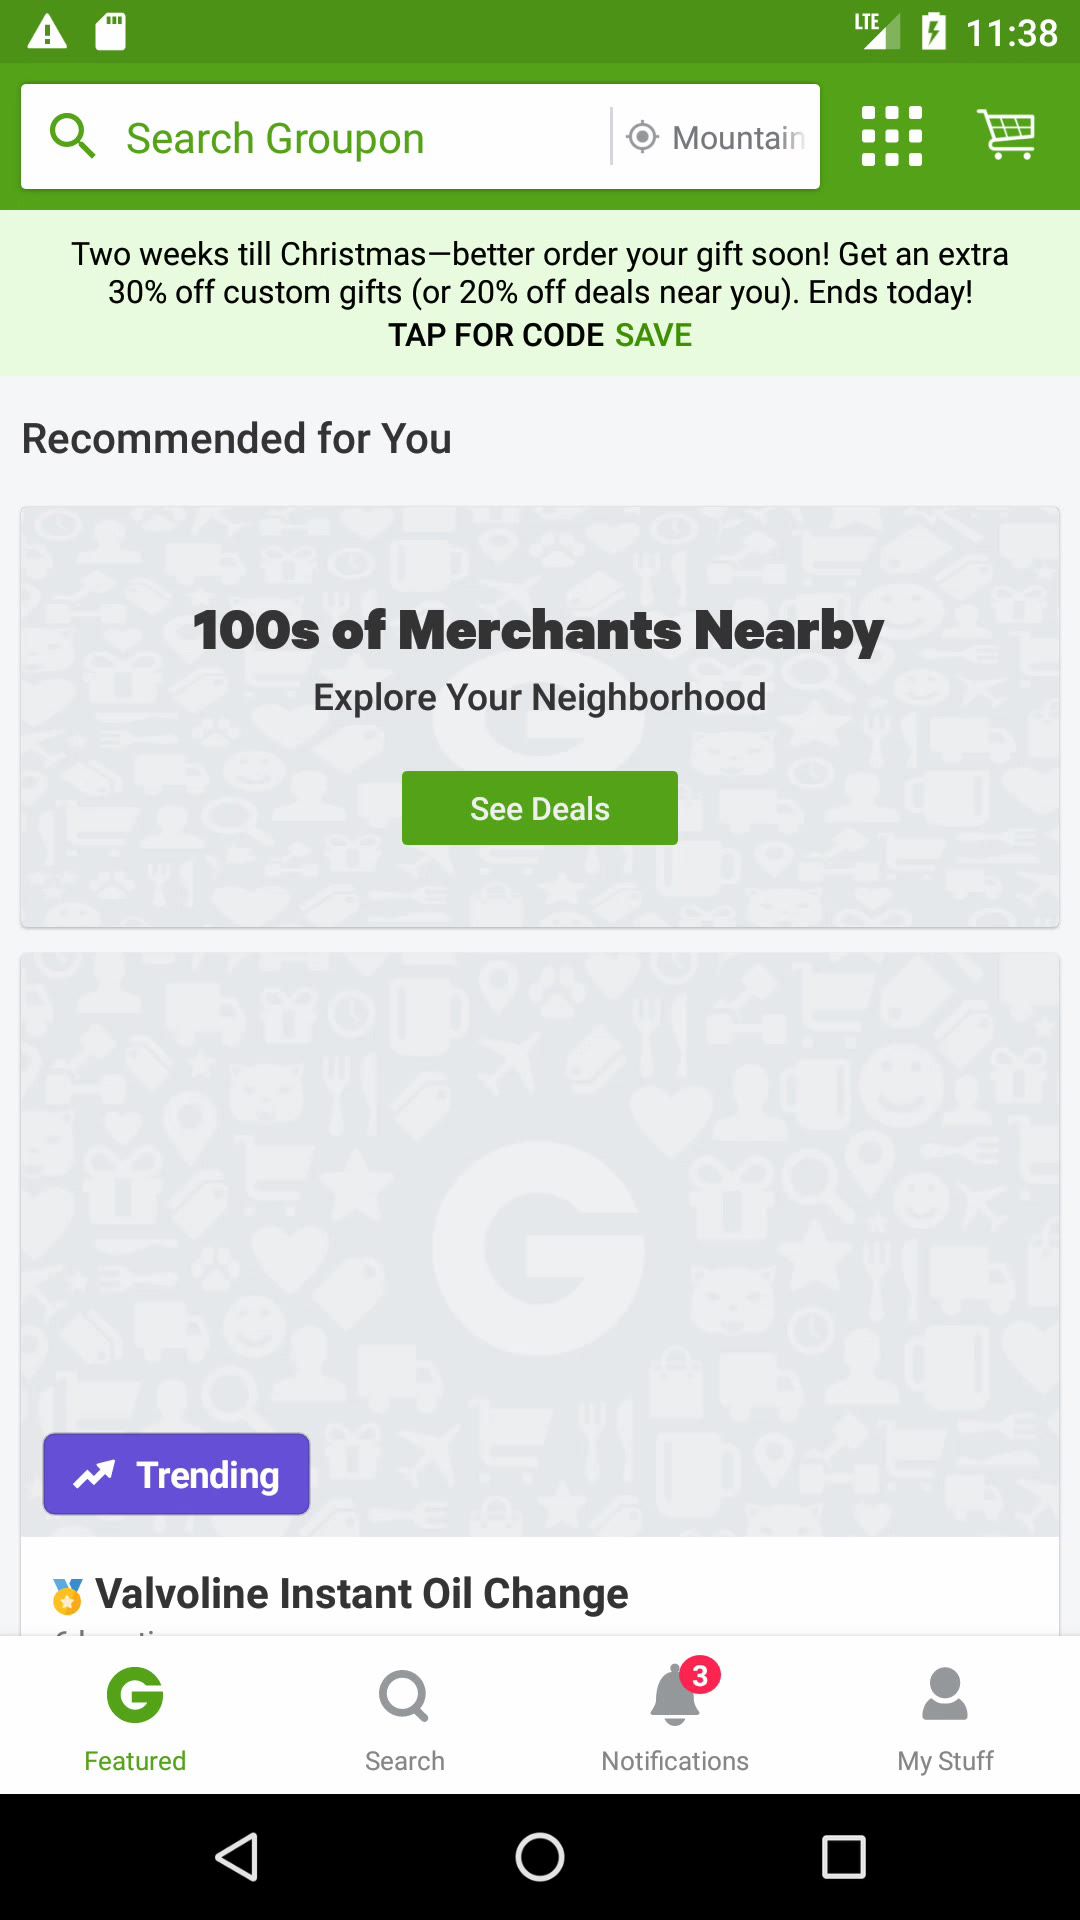 LTE 11:38
Search Groupon Mountain
Two weeks till Christmas—better order your gift soon! Get an extra
30% off custom gifts (or 20% off deals near you). Ends today!
TAP FOR CODE SAVE
Recommended for You
100s of Merchants Nearby
Explore Your Neighborhood
See Deals
G
Trending
Valvoline Instant Oil Change
G 3
Featured Search Notifications My Stuff